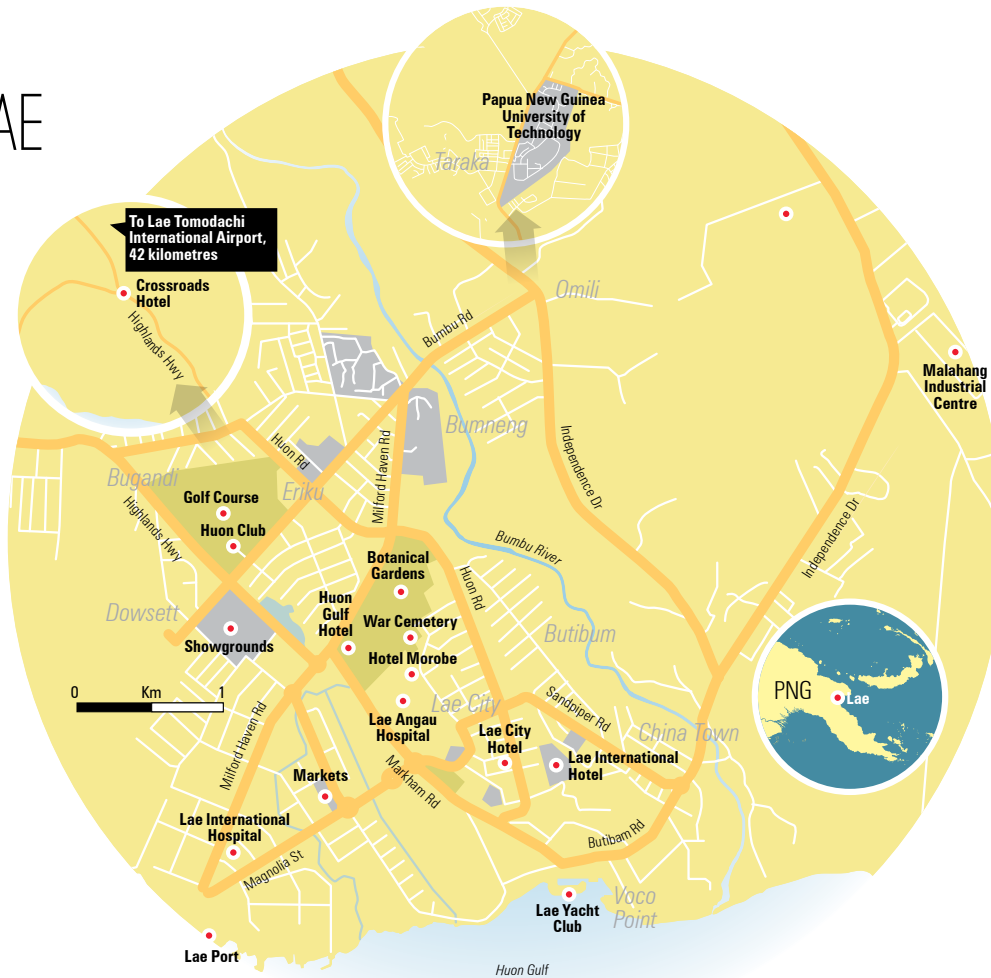 AE
Papua New Guinea
University of
Technology
Taraka
To Lae Tomodachi
International Airport,
42 kilometres
Crossroads
Hotel
Highlands Hwy
Omili
Bumbu Rd
Malahang
Industrial
Centre
Bumneng
Huon Rd
Milford Haven Rd
Independence Dr
Bugandi
Eriku
Golf Course
Huon Club
Highlands Hwy
Bumbu River
Independence Dr
Botanical
Gardens
Huon Rd
Huon
Gulf
Hotel
War Cemetery
Dowsett
Showgrounds
Butibum
Hotel Morobe
0 Km 1
PNG
Lae
Lae City
Lae Angau
Hospital
Sandpiper Rd
China Town
Lae City
Hotel
Lae International
Hotel
Milford Haven Rd
Markets
Markham Rd
Lae International
Hospital
Butibam Rd
Magnolia St
Voco
Point
Lae Yacht
Club
Lae Port
Huon Gulf